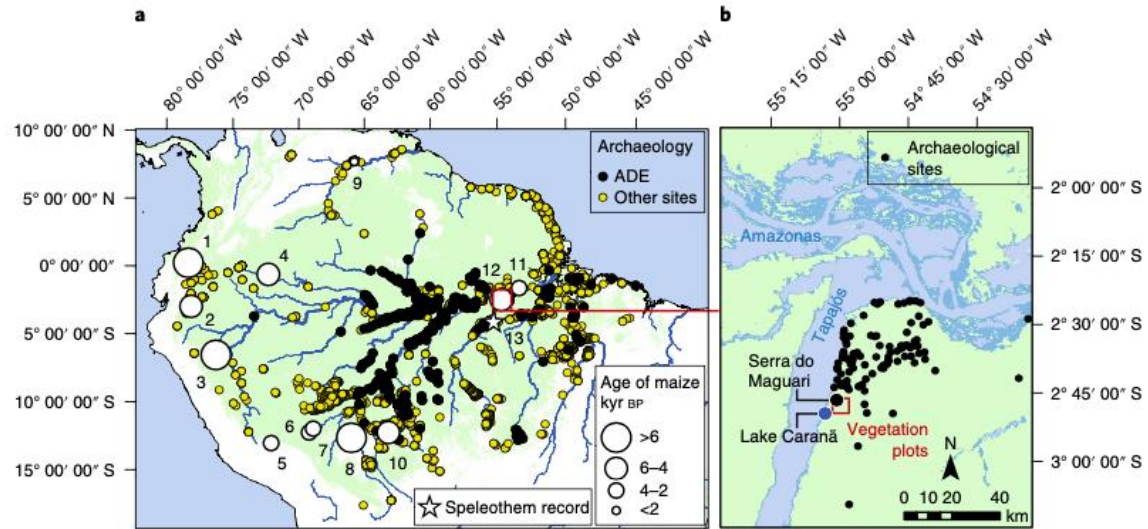 a
b
80° 00′ 00″ W
75° 00′ 00″ W
70° 00′ 00″ W
65° 00′ 00″ W
60° 00′ 00″ W
55° 00′ 00″ W
50° 00′ 00″ W
45° 00′ 00″ W
55° 15′ 00″ W
55° 00′ 00″ W
54° 45′ 00″ W
54° 30′ 00″ W
10° 00′ 00″ N
5° 00′ 00″ N
0° 00′ 00″
5° 00′ 00″ S
10° 00′ 00″ S
15° 00′ 00″ S
Archaeology
ADE
Other sites
1
2
3
4
5
6
7
8
9
10
11
12
13
Age of maize
kyr BP
>6
6–4
4–2
<2
Speleothem record
Archaeological
sites
Amazonas
Tapajós
Serra do
Maguari
Lake Caranã
Vegetation
plots
N
0 10 20 40
km
2° 00′ 00″ S
2° 15′ 00″ S
2° 30′ 00″ S
2° 45′ 00″ S
3° 00′ 00″ S